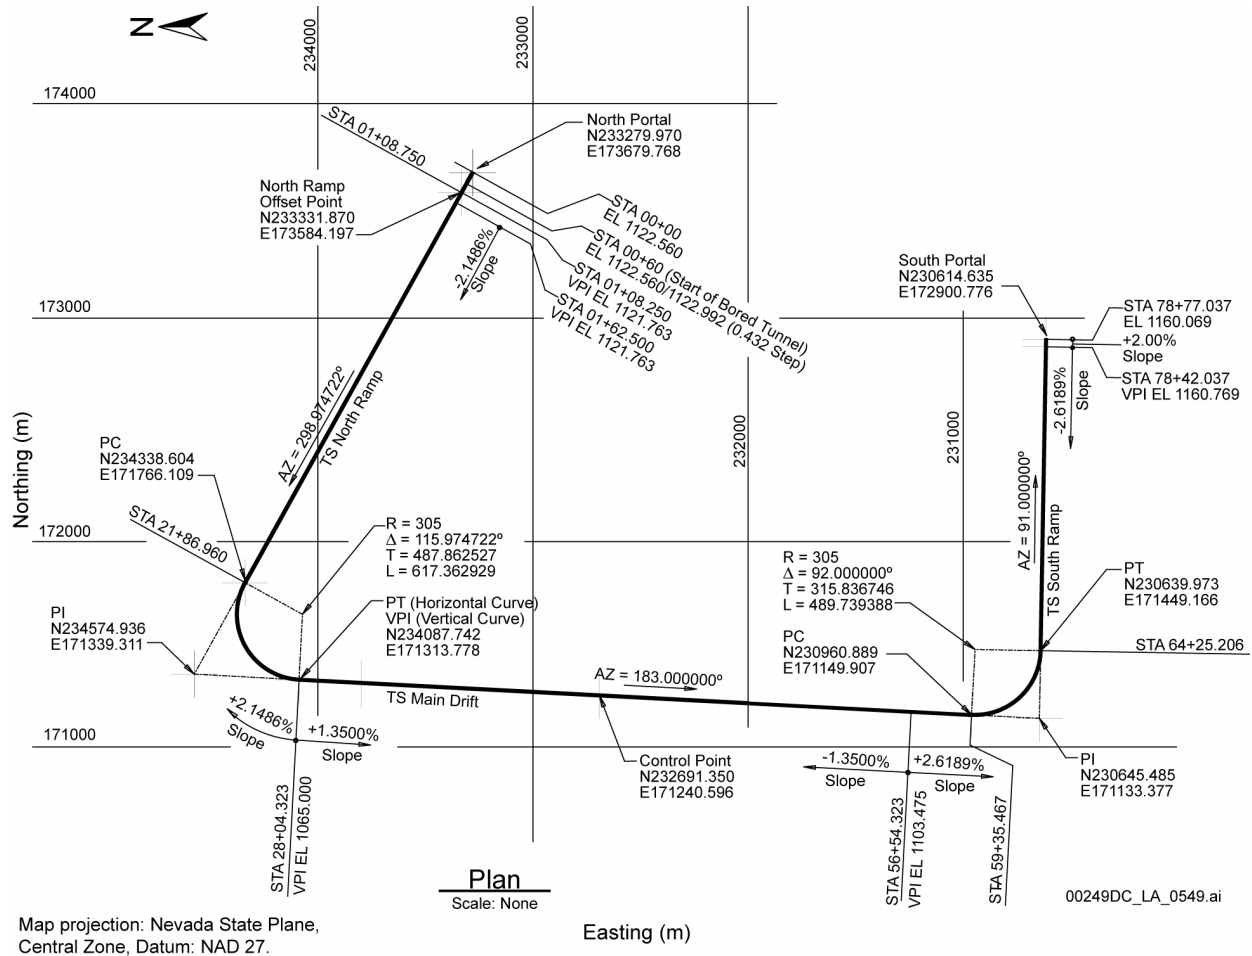 N
234000
233000
174000
STA 01+08.750
North Portal
N233279.970
E173679.768
North Ramp
Offset Point
N233331.870
E173584.197
STA 00+00
EL 1122.560
STA 00+60 (Start of Bored Tunnel)
EL 1122.560/1122.992 (0.432 Step)
STA 01+08.250
VPI EL 1121.763
STA 01+62.500
VPI EL 1121.763
-2.1486%
Slope
South Portal
N230614.635
E172900.776
173000
STA 78+77.037
EL 1160.069
+2.00%
Slope
STA 78+42.037
VPI EL 1160.769
-2.6189%
Slope
Northing (m)
AZ = 298.974722º
TS North Ramp
232000
231000
PC
N234338.604
E171766.109
STA 21+86.960
172000
R = 305
Δ = 115.974722º
T = 487.862527
L = 617.362929
AZ = 91.000000º
TS South Ramp
R = 305
Δ = 92.000000º
T = 315.836746
L = 489.739388
PT
N230639.973
E171449.166
PI
N234574.936
E171339.311
PT (Horizontal Curve)
VPI (Vertical Curve)
N234087.742
E171313.778
PC
N230960.889
E171149.907
STA 64+25.206
AZ = 183.000000º
TS Main Drift
+2.1486%
Slope
+1.3500%
Slope
171000
Control Point
N232691.350
E171240.596
-1.3500%
Slope
+2.6189%
Slope
PI
N230645.485
E171133.377
STA 28+04.323
VPI EL 1065.000
STA 56+54.323
VPI EL 1103.475
STA 59+35.467
Plan
Scale: None
00249DC_LA_0549.ai
Map projection: Nevada State Plane,
Central Zone, Datum: NAD 27.
Easting (m)